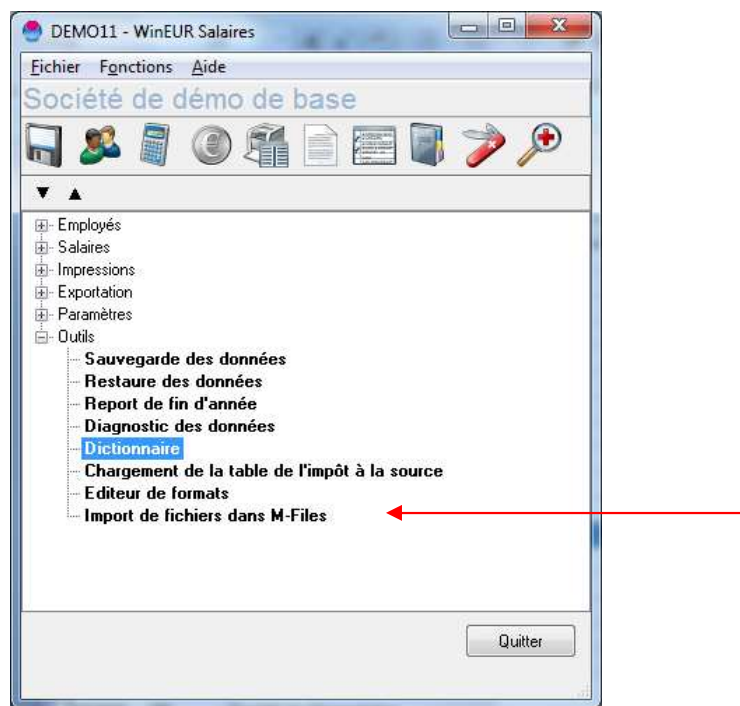 DEMO11 - WinEUR Salaires
Fichier Fonctions Aide
Société de démo de base
Employés
Salaires
Impressions
Exportation
Paramètres
Outils
Sauvegarde des données
Restaure des données
Report de fin d'année
Diagnostic des données
Dictionnaire
Chargement de la table de l'impôt à la source
Editeur de formats
Import de fichiers dans M-Files
Quitter